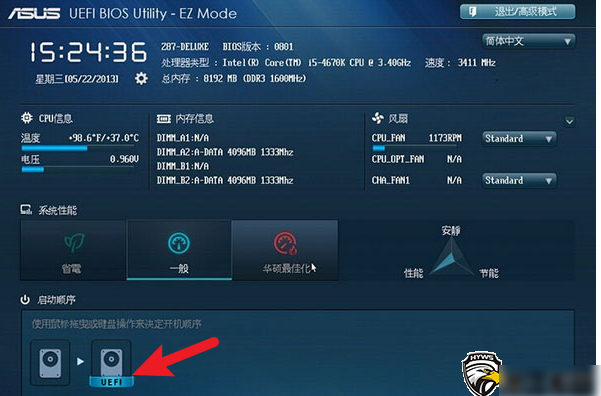 ASUS UEFI BIOS Utility - EZ Mode
退出/高级模式
15:24:36
星期三[05/22/2013]
Z87-DELUXE BIOS版本 : 0801
处理器类型 : Intel(R) Core(TM) i5-4670K CPU @ 3.40GHz 速度 : 3411 MHz
总内存 : 8192 MB (DDR3 1600MHz)
简体中文
CPU信息
温度 +98.6°F/+37.0°C
电压 0.960V
内存信息
DIMM_A1:N/A
DIMM_A2:A-DATA 4096MB 1333Mhz
DIMM_B1:N/A
DIMM_B2:A-DATA 4096MB 1333Mhz
风扇
CPU_FAN 1173RPM Standard
CPU_OPT_FAN N/A
CHA_FAN1 N/A Standard
系统性能
省電
一般
华硕最佳化
安静
性能
节能
启动顺序
使用鼠标拖曳或键盘操作来决定开机顺序
UEFI
HYWS